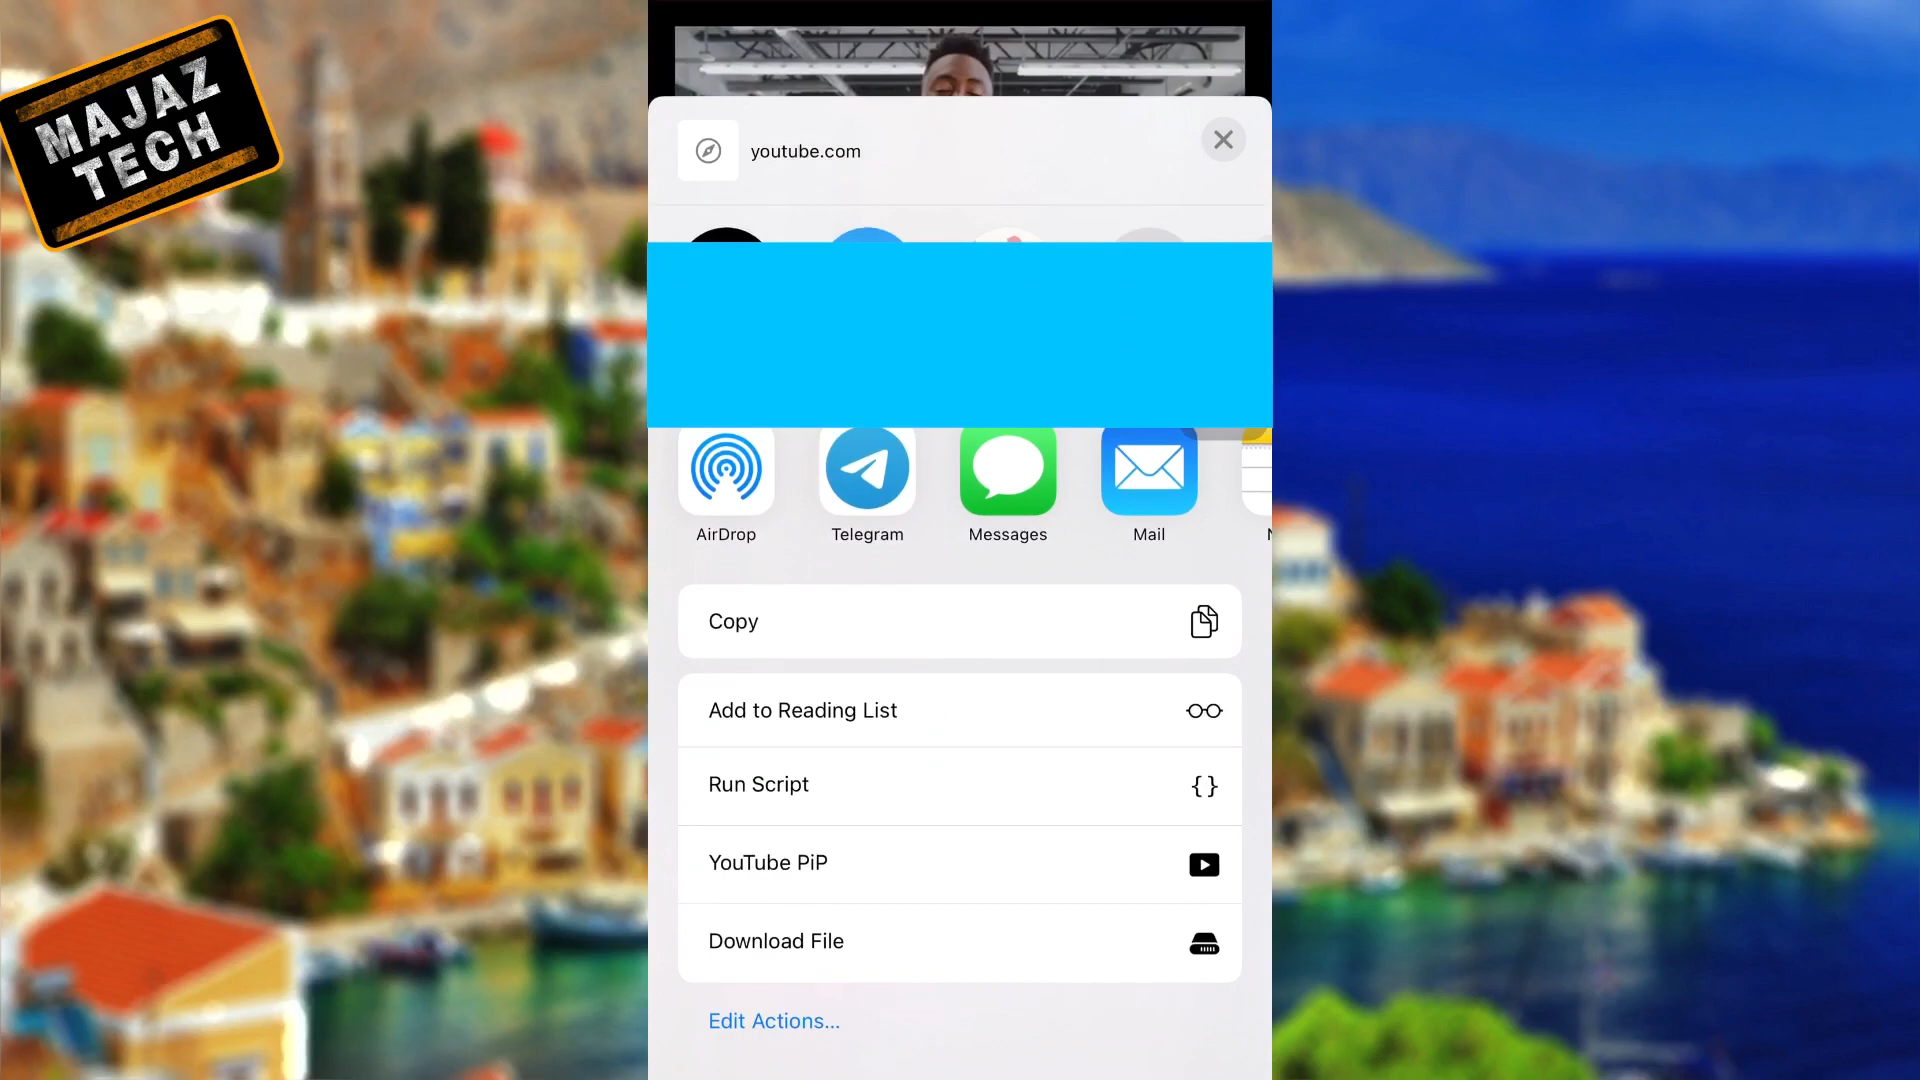 MAJAZ
TECH
youtube.com
AirDrop
Telegram
Messages
Mail
Copy
Add to Reading List
Run Script
{ }
YouTube PiP
Download File
Edit Actions...